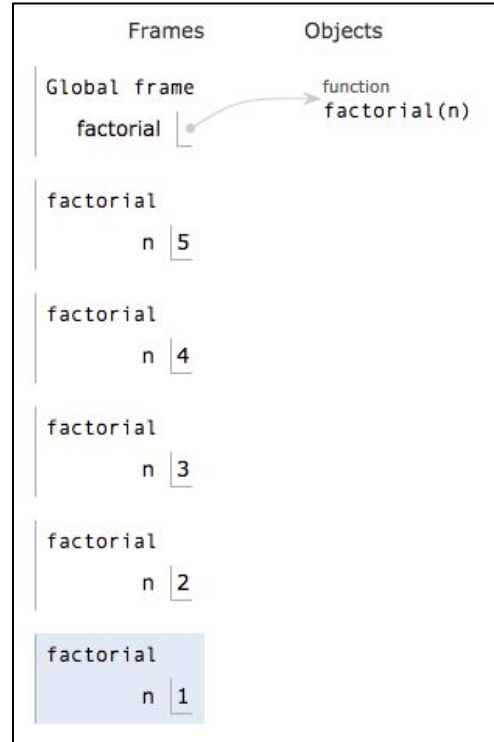 Frames Objects
Global frame
factorial
function
factorial(n)
factorial
n 5
factorial
n 4
factorial
n 3
factorial
n 2
factorial
n 1